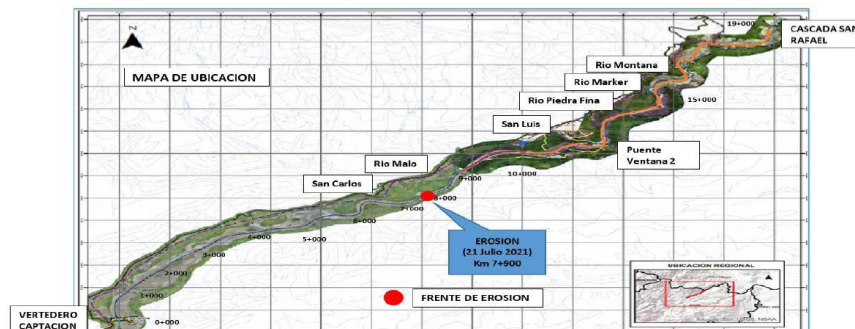 19+000
CASCADA SAN
RAFAEL
MAPA DE UBICACION
Rio Montana
Rio Marker
Rio Piedra Fina
15+000
San Luis
Puente
Ventana 2
Rio Malo
9+000
10+000
San Carlos
8+000
7+000
6+000
5+000
4+000
3+000
2+000
1+000
0+000
EROSION
(21 Julio 2021)
Km 7+900
FRENTE DE EROSION
UBICACION REGIONAL
VERTEDERO
CAPTACION